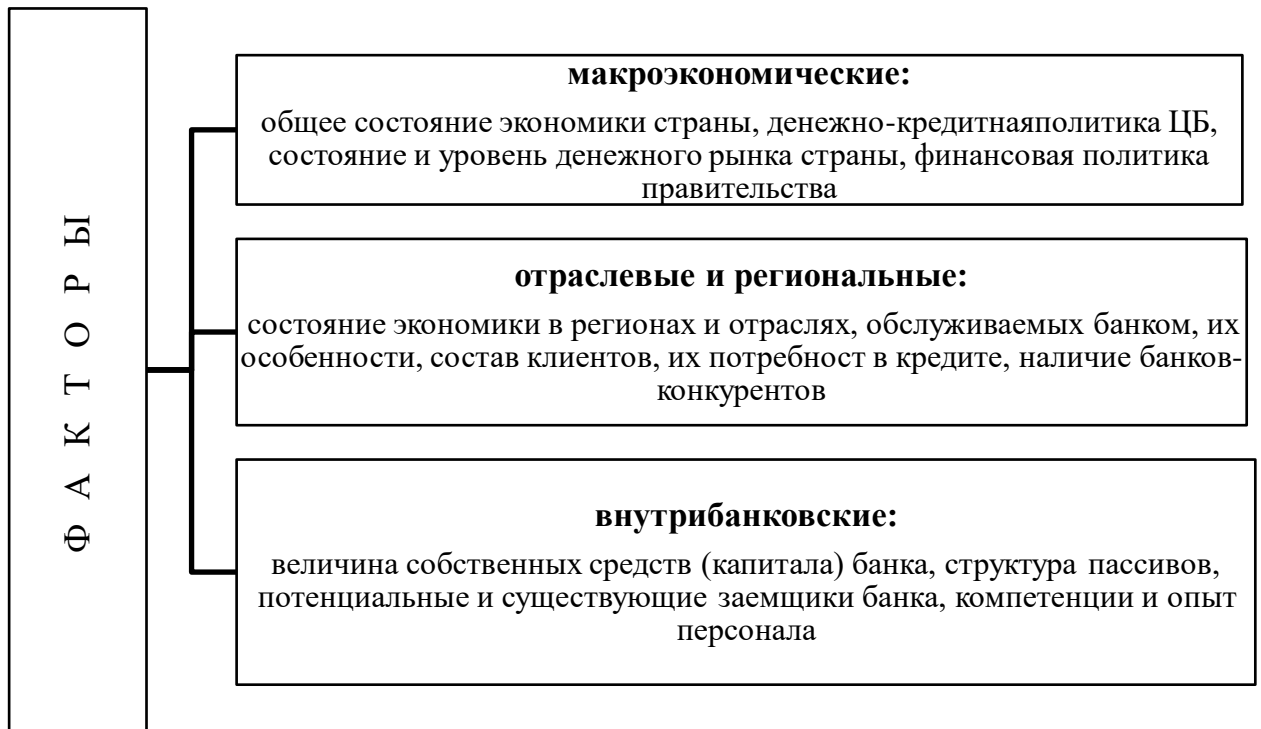 ФАКТОРЫ
макроэкономические:
общее состояние экономики страны, денежно-кредитнаяполитика ЦБ,
состояние и уровень денежного рынка страны, финансовая политика
правительства
отраслевые и региональные:
состояние экономики в регионах и отраслях, обслуживаемых банком, их
особенности, состав клиентов, их потребност в кредите, наличие банков-
конкурентов
внутрибанковские:
величина собственных средств (капитала) банка, структура пассивов,
потенциальные и существующие заемщики банка, компетенции и опыт
персонала